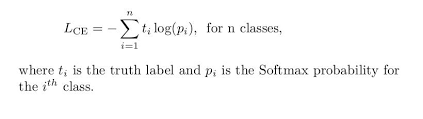 L_CE = − ∑_{i=1}^{n} t_i log(p_i), for n classes,
where t_i is the truth label and p_i is the Softmax probability for
the i^th class.